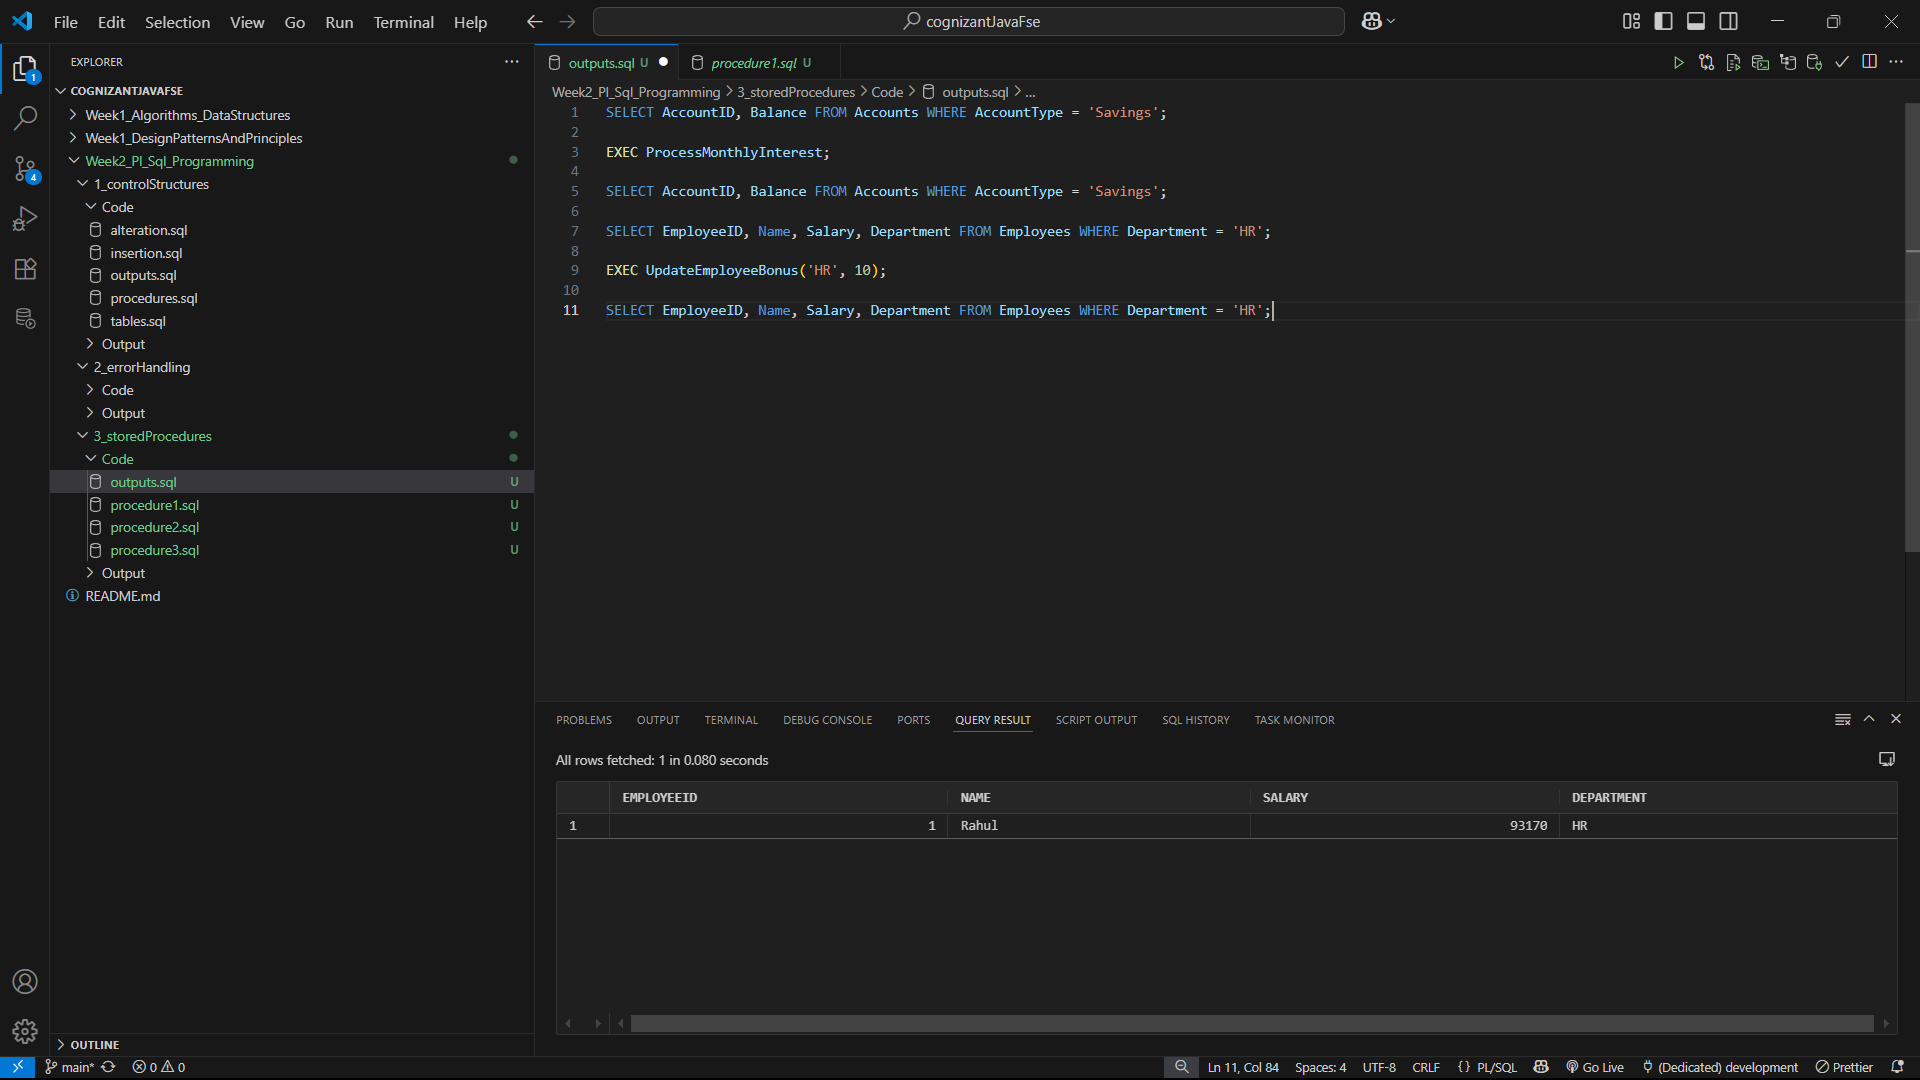 File Edit Selection View Go Run Terminal Help
cognizantJavaFse
EXPLORER
COGNIZANTJAVAFSE
Week1_Algorithms_DataStructures
Week1_DesignPatternsAndPrinciples
Week2_Pl_Sql_Programming
1_controlStructures
Code
alteration.sql
insertion.sql
outputs.sql
procedures.sql
tables.sql
Output
2_errorHandling
Code
Output
3_storedProcedures
Code
outputs.sql U
procedure1.sql U
procedure2.sql U
procedure3.sql U
Output
README.md
OUTLINE
1
4
outputs.sql U
procedure1.sql U
Week2_Pl_Sql_Programming > 3_storedProcedures > Code > outputs.sql > ...
1 SELECT AccountID, Balance FROM Accounts WHERE AccountType = 'Savings';
2
3 EXEC ProcessMonthlyInterest;
4
5 SELECT AccountID, Balance FROM Accounts WHERE AccountType = 'Savings';
6
7 SELECT EmployeeID, Name, Salary, Department FROM Employees WHERE Department = 'HR';
8
9 EXEC UpdateEmployeeBonus('HR', 10);
10
11 SELECT EmployeeID, Name, Salary, Department FROM Employees WHERE Department = 'HR';
PROBLEMS OUTPUT TERMINAL DEBUG CONSOLE PORTS QUERY RESULT SCRIPT OUTPUT SQL HISTORY TASK MONITOR
All rows fetched: 1 in 0.080 seconds
EMPLOYEEID NAME SALARY DEPARTMENT
1 1 Rahul 93170 HR
main* 0 0 Ln 11, Col 84 Spaces: 4 UTF-8 CRLF {} PL/SQL Go Live (Dedicated) development Prettier